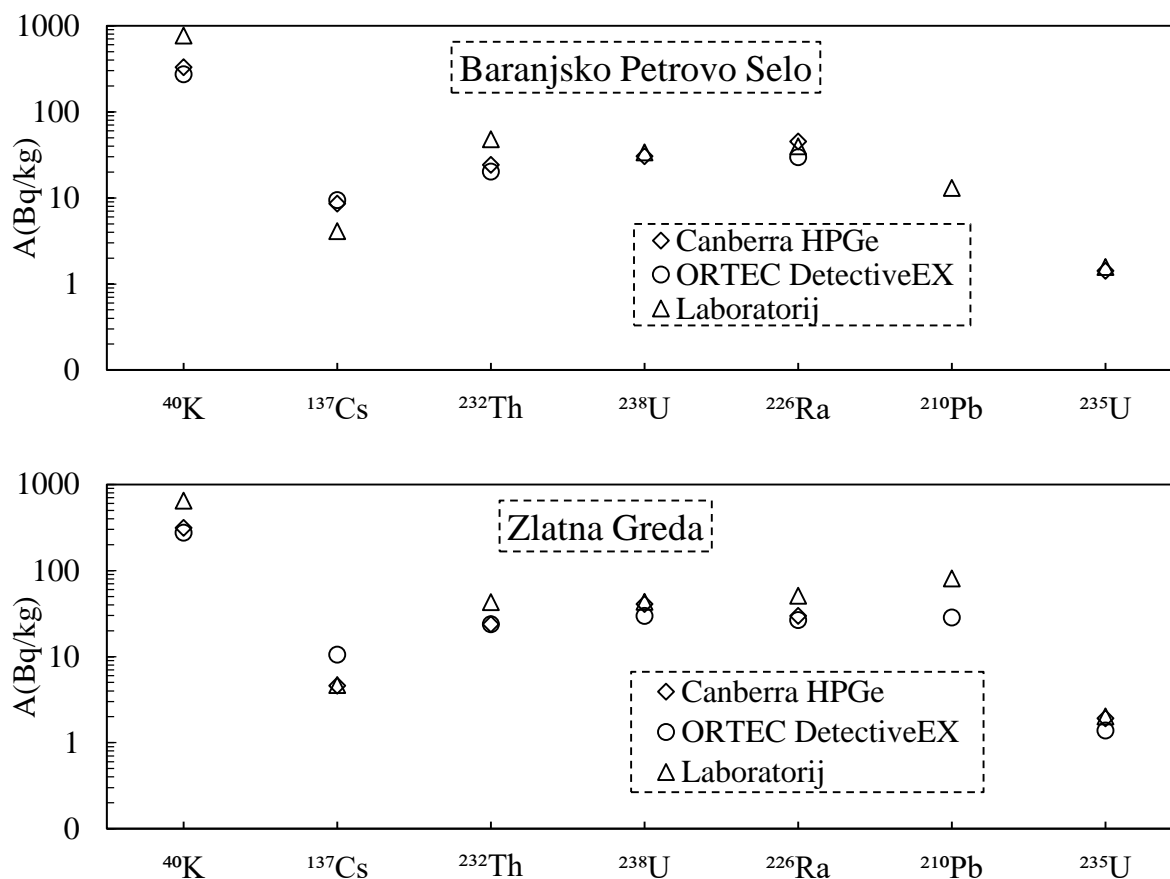 Baranjsko Petrovo Selo
A(Bq/kg)
1000
100
10
1
0
Canberra HPGe
ORTEC DetectiveEX
Laboratorij
⁴⁰K ¹³⁷Cs ²³²Th ²³⁸U ²²⁶Ra ²¹⁰Pb ²³⁵U
Zlatna Greda
A(Bq/kg)
1000
100
10
1
0
Canberra HPGe
ORTEC DetectiveEX
Laboratorij
⁴⁰K ¹³⁷Cs ²³²Th ²³⁸U ²²⁶Ra ²¹⁰Pb ²³⁵U